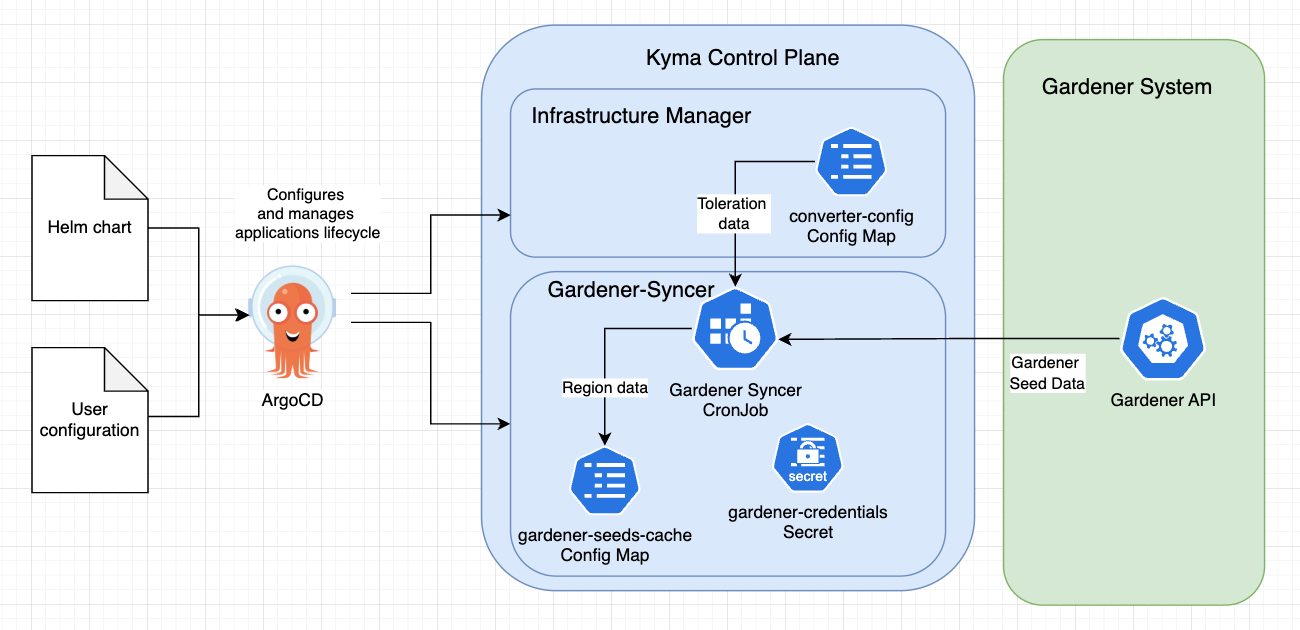 Kyma Control Plane
Gardener System
Infrastructure Manager
Helm chart
Configures
and manages
applications lifecycle
Toleration
data
converter-config
Config Map
Gardener-Syncer
Region data
Gardener Syncer
CronJob
Gardener
Seed Data
Gardener API
ArgoCD
User
configuration
secret
gardener-credentials
Secret
gardener-seeds-cache
Config Map